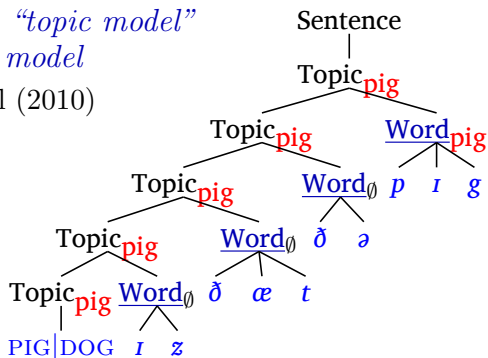 “topic model” Sentence
model
Topicpig
l (2010)
Topicpig Wordpig
Topicpig Word∅ p ɪ g
Topicpig Word∅ ð ə
Topicpig Word∅ ð æ t
PIG|DOG ɪ z